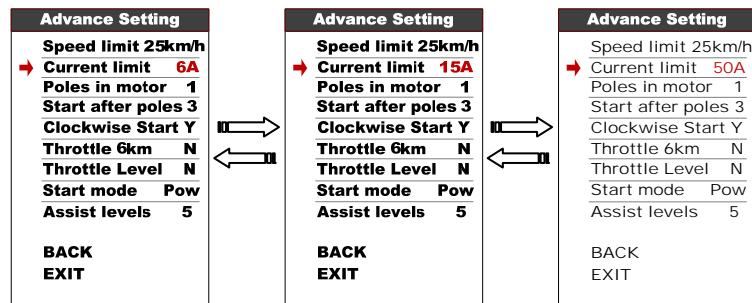 Advance Setting
Speed limit 25km/h
Current limit 6A
Poles in motor 1
Start after poles 3
Clockwise Start Y
Throttle 6km N
Throttle Level N
Start mode Pow
Assist levels 5
BACK
EXIT
Advance Setting
Speed limit 25km/h
Current limit 15A
Poles in motor 1
Start after poles 3
Clockwise Start Y
Throttle 6km N
Throttle Level N
Start mode Pow
Assist levels 5
BACK
EXIT
Advance Setting
Speed limit 25km/h
Current limit 50A
Poles in motor 1
Start after poles 3
Clockwise Start Y
Throttle 6km N
Throttle Level N
Start mode Pow
Assist levels 5
BACK
EXIT